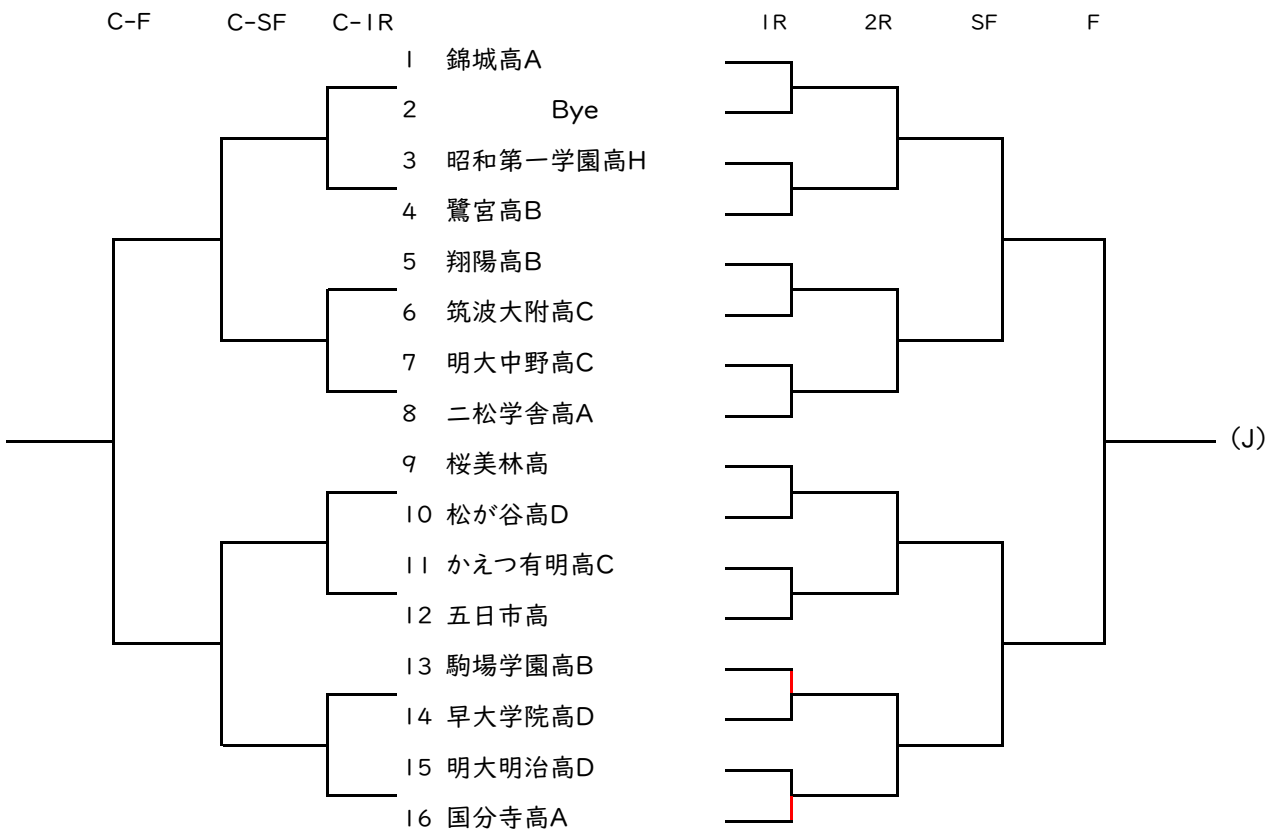 C-F C-SF C-1R 1R 2R SF F
1 錦城高A
2 Bye
3 昭和第一学園高H
4 鷺宮高B
5 翔陽高B
6 筑波大附高C
7 明大中野高C
8 二松学舎高A
(J)
9 桜美林高
10 松が谷高D
11 かえつ有明高C
12 五日市高
13 駒場学園高B
14 早大学院高D
15 明大明治高D
16 国分寺高A